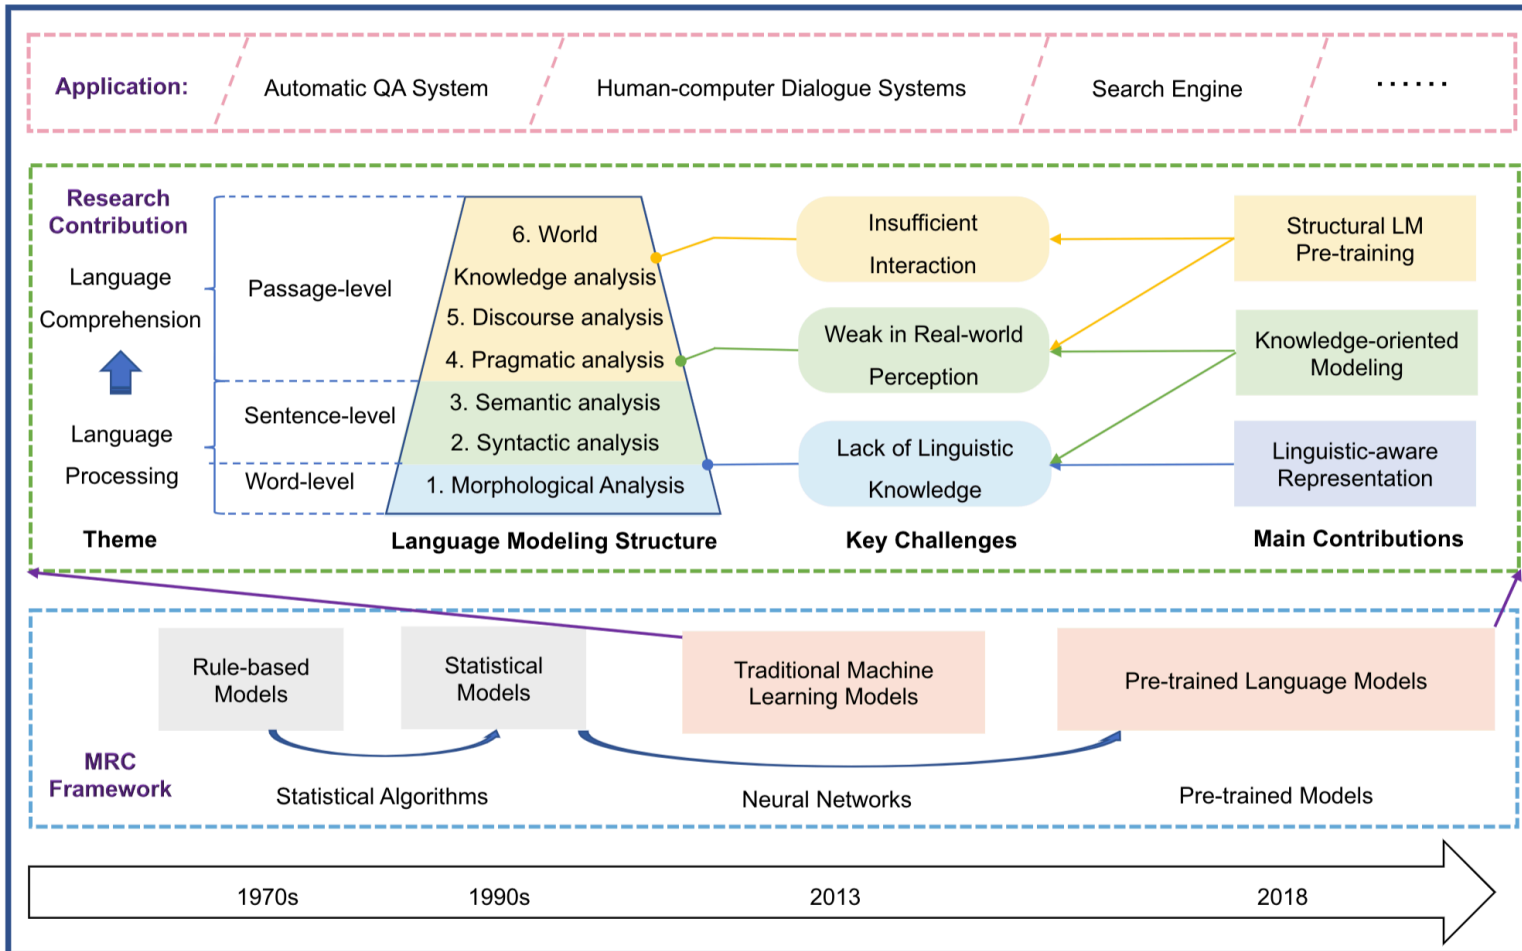 Application:
Automatic QA System
Human-computer Dialogue Systems
Search Engine
······
Research
Contribution
Language
Comprehension
Language
Processing
Theme
Passage-level
Sentence-level
Word-level
6. World
Knowledge analysis
5. Discourse analysis
4. Pragmatic analysis
3. Semantic analysis
2. Syntactic analysis
1. Morphological Analysis
Language Modeling Structure
Insufficient
Interaction
Weak in Real-world
Perception
Lack of Linguistic
Knowledge
Key Challenges
Structural LM
Pre-training
Knowledge-oriented
Modeling
Linguistic-aware
Representation
Main Contributions
Rule-based
Models
Statistical
Models
Traditional Machine
Learning Models
Pre-trained Language Models
MRC
Framework
Statistical Algorithms
Neural Networks
Pre-trained Models
1970s
1990s
2013
2018